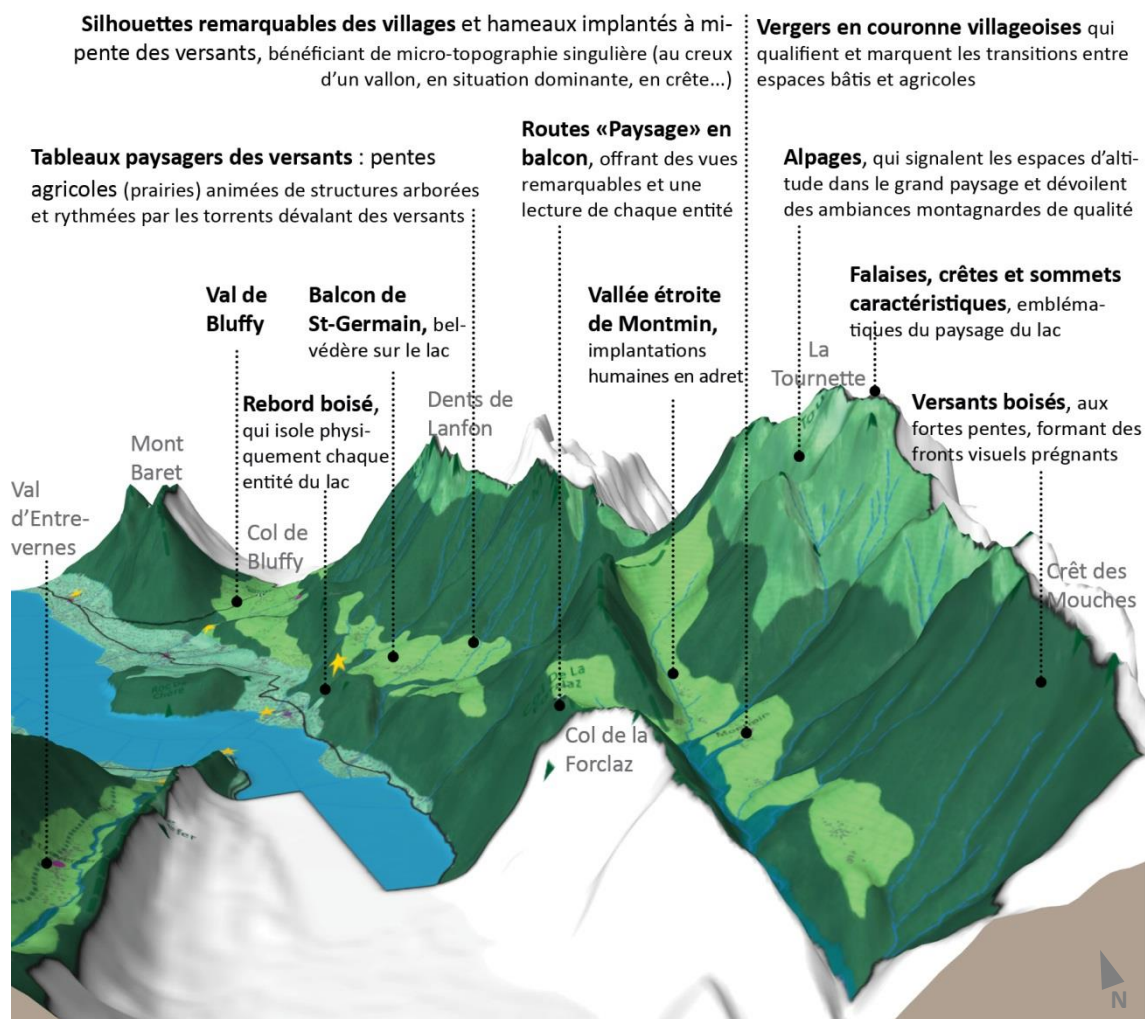 Silhouettes remarquables des villages et hameaux implantés à mi-
pente des versants, bénéficiant de micro-topographie singulière (au creux
d'un vallon, en situation dominante, en crête...)
Vergers en couronne villageoises qui
qualifient et marquent les transitions entre
espaces bâtis et agricoles
Tableaux paysagers des versants : pentes
agricoles (prairies) animées de structures arborées
et rythmées par les torrents dévalant des versants
Routes «Paysage» en
balcon, offrant des vues
remarquables et une
lecture de chaque entité
Alpages, qui signalent les espaces d'alti-
tude dans le grand paysage et dévoilent
des ambiances montagnardes de qualité
Val de
Bluffy
Balcon de
St-Germain, bel-
védère sur le lac
Vallée étroite
de Montmin,
implantations
humaines en adret
Falaises, crêtes et sommets
caractéristiques, embléma-
tiques du paysage du lac
La
Tournette
Rebord boisé,
qui isole physi-
quement chaque
entité du lac
Dents de
Lanfon
Versants boisés, aux
fortes pentes, formant des
fronts visuels prégnants
Mont
Baret
Val
d'Entre-
vernes
Col de
Bluffy
Crêt des
Mouches
Col de la
Forclaz
N